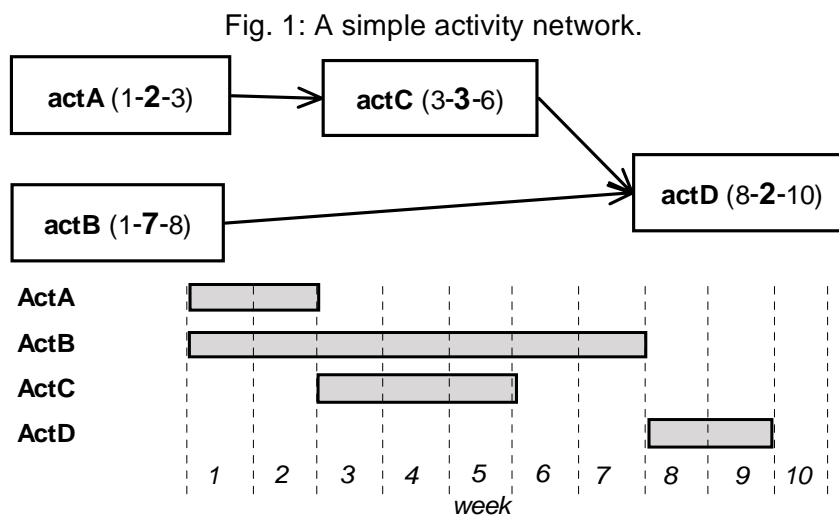 Fig. 1: A simple activity network.
actA (1-2-3)
actC (3-3-6)
actD (8-2-10)
actB (1-7-8)
ActA
ActB
ActC
ActD
1 2 3 4 5 6 7 8 9 10
week